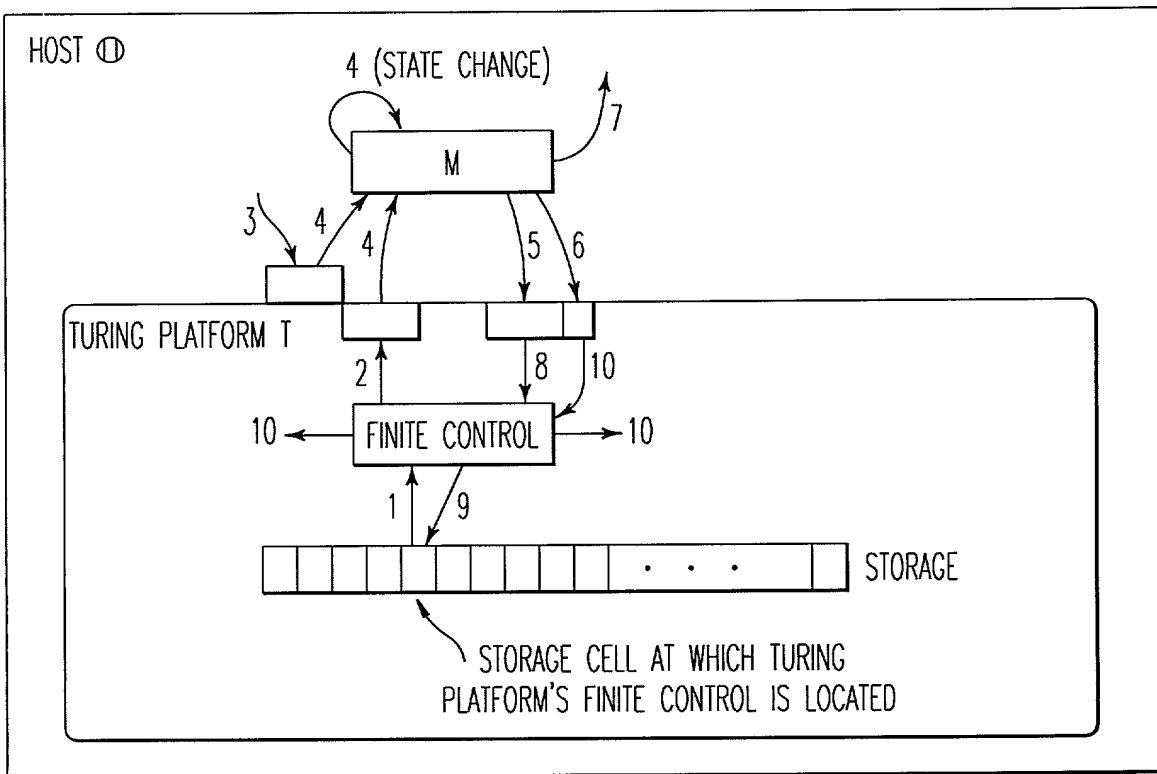 HOST
4 (STATE CHANGE)
7
M
3
4
4
5
6
TURING PLATFORM T
2
8
10
10
FINITE CONTROL
10
1
9
. . .
STORAGE
STORAGE CELL AT WHICH TURING
PLATFORM'S FINITE CONTROL IS LOCATED